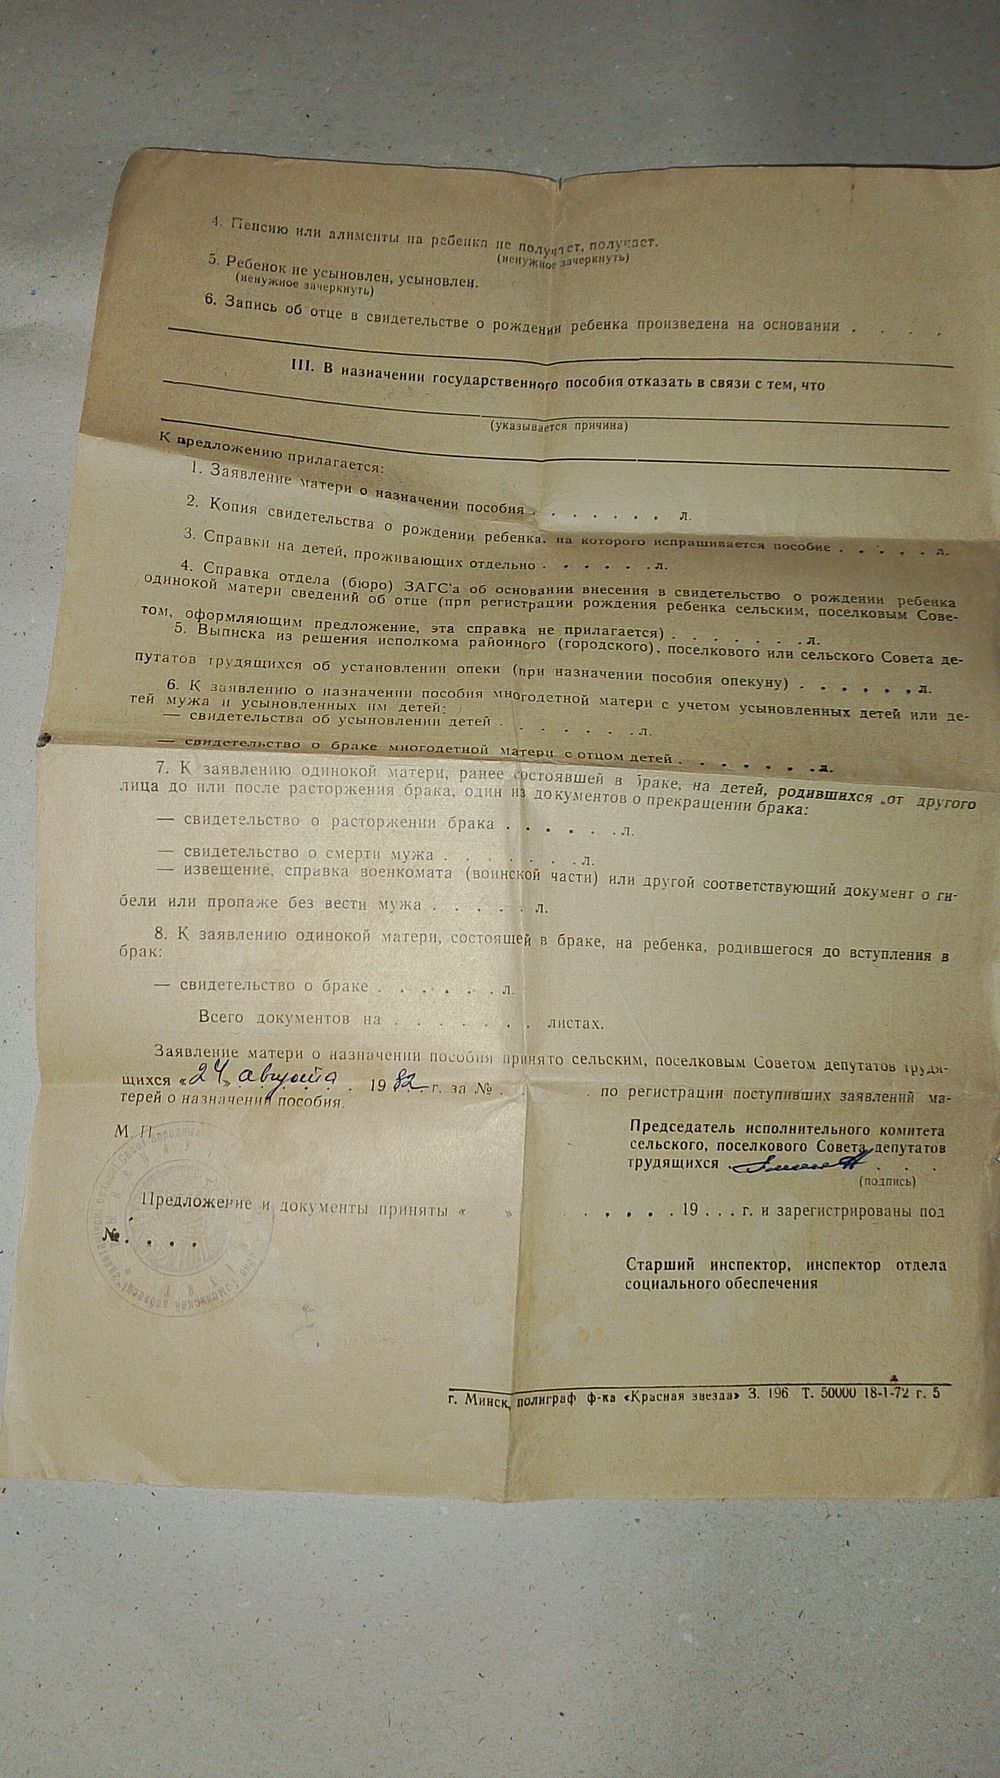 4. Пенсию или алименты на ребенка не получает, получает.
(ненужное зачеркнуть)
5. Ребенок не усыновлен, усыновлен.
(ненужное зачеркнуть)
6. Запись об отце в свидетельстве о рождении ребенка произведена на основании . . . .
III. В назначении государственного пособия отказать в связи с тем, что
(указывается причина)
К предложению прилагается:
1. Заявление матери о назначении пособия . . . . . . . л.
2. Копия свидетельства о рождении ребенка, на которого испрашивается пособие . . . . . л.
3. Справки на детей, проживающих отдельно . . . . . . л.
4. Справка отдела (бюро) ЗАГС'а об основании внесения в свидетельство о рождении ребенка
одинокой матери сведений об отце (при регистрации рождения ребенка сельским, поселковым Сове-
том, оформляющим предложение, эта справка не прилагается) . . . . . . . л.
5. Выписка из решения исполкома районного (городского), поселкового или сельского Совета де-
путатов трудящихся об установлении опеки (при назначении пособия опекуну) . . . . . . л.
6. К заявлению о назначении пособия многодетной матери с учетом усыновленных детей или де-
тей мужа и усыновленных им детей:
— свидетельства об усыновлении детей . . . . . . . л.
— свидетельство о браке многодетной матери с отцом детей . . . . . . . л.
7. К заявлению одинокой матери, ранее состоявшей в браке, на детей, родившихся от другого
лица до или после расторжения брака, один из документов о прекращении брака:
— свидетельство о расторжении брака . . . . . . л.
— свидетельство о смерти мужа . . . . . . . л.
— извещение, справка военкомата (воинской части) или другой соответствующий документ о ги-
бели или пропаже без вести мужа . . . . . л.
8. К заявлению одинокой матери, состоящей в браке, на ребенка, родившегося до вступления в
брак:
— свидетельство о браке . . . . . . л.
Всего документов на . . . . . . . листах.
Заявление матери о назначении пособия принято сельским, поселковым Советом депутатов трудя-
щихся «24» августа . 1982 г. за № . . . . по регистрации поступивших заявлений ма-
терей о назначении пособия.
М. П.
Председатель исполнительного комитета
сельского, поселкового Совета депутатов
трудящихся . . . .
(подпись)
Предложение и документы приняты « » . . . . . 19 . . . г. и зарегистрированы под
№ . . . .
Старший инспектор, инспектор отдела
социального обеспечения
г. Минск, полиграф ф-ка «Красная звезда» З. 196 Т. 50000 18-1-72 г. 5